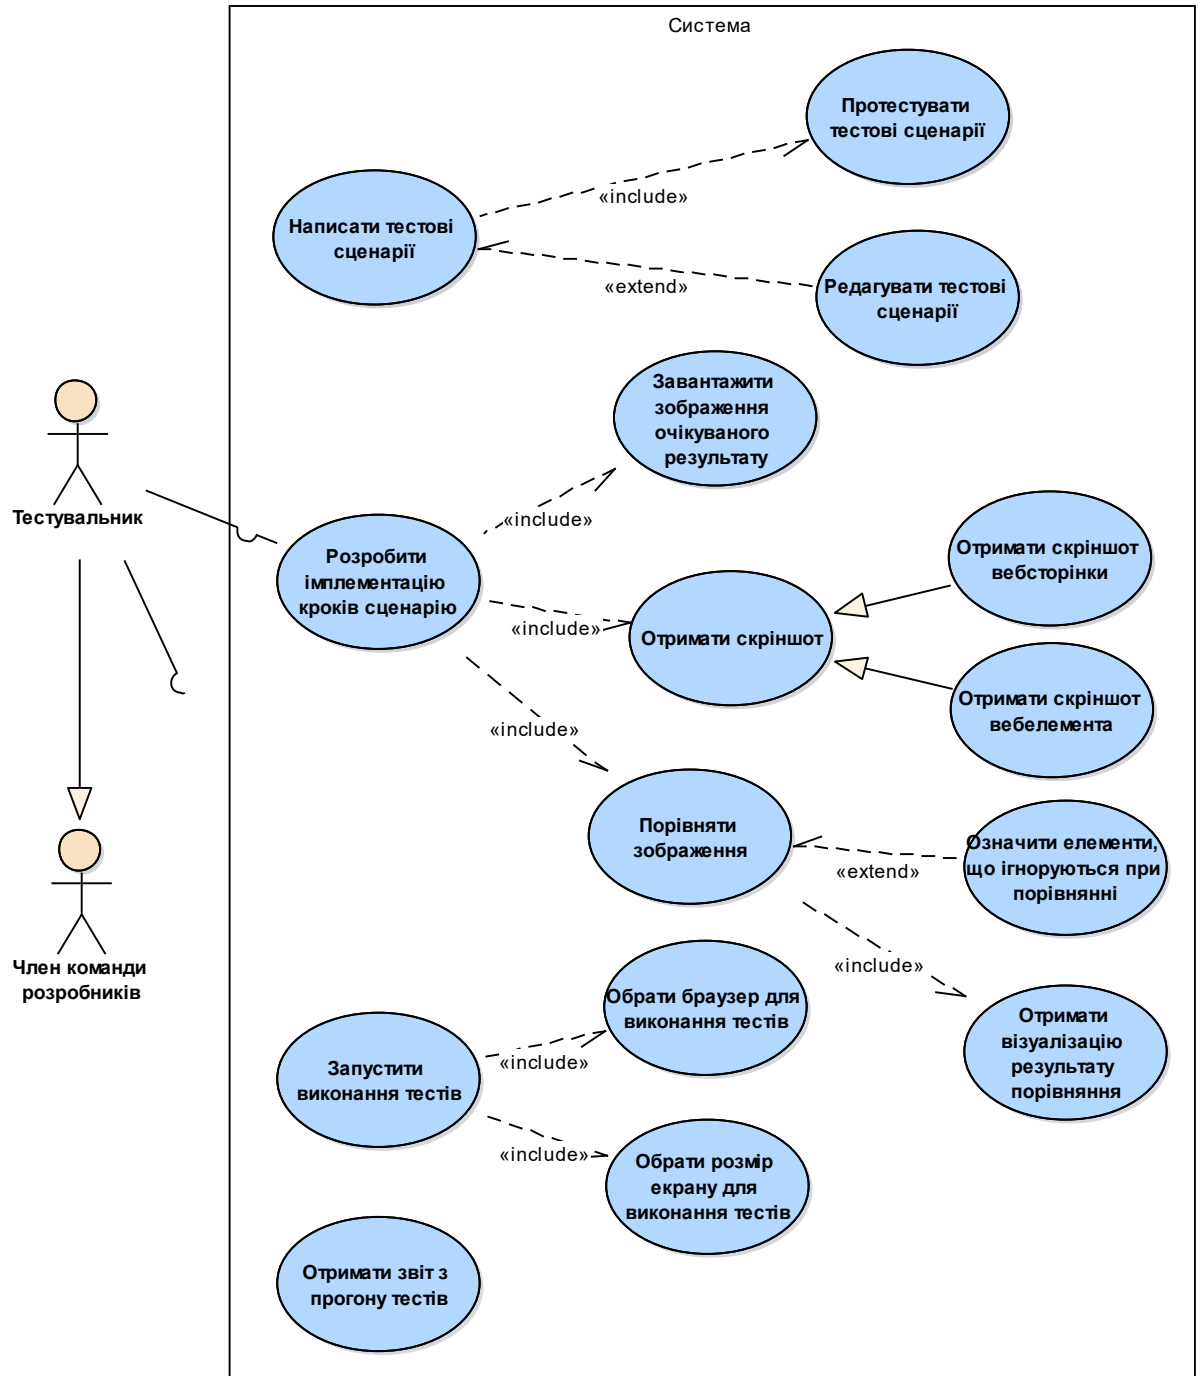 Система
Протестувати
тестові сценарії
«include»
Написати тестові
сценарії
«extend»
Редагувати тестові
сценарії
Завантажити
зображення
очікуваного
результату
«include»
Тестувальник
Розробити
імплементацію
кроків сценарію
«include»
Отримати скріншот
Отримати скріншот
вебсторінки
Отримати скріншот
вебелемента
«include»
Порівняти
зображення
«extend»
Означити елементи,
що ігноруються при
порівнянні
«include»
Член команди
розробників
Обрати браузер для
виконання тестів
Отримати
візуалізацію
результату
порівняння
Запустити
виконання тестів
«include»
«include»
Обрати розмір
екрану для
виконання тестів
Отримати звіт з
прогону тестів